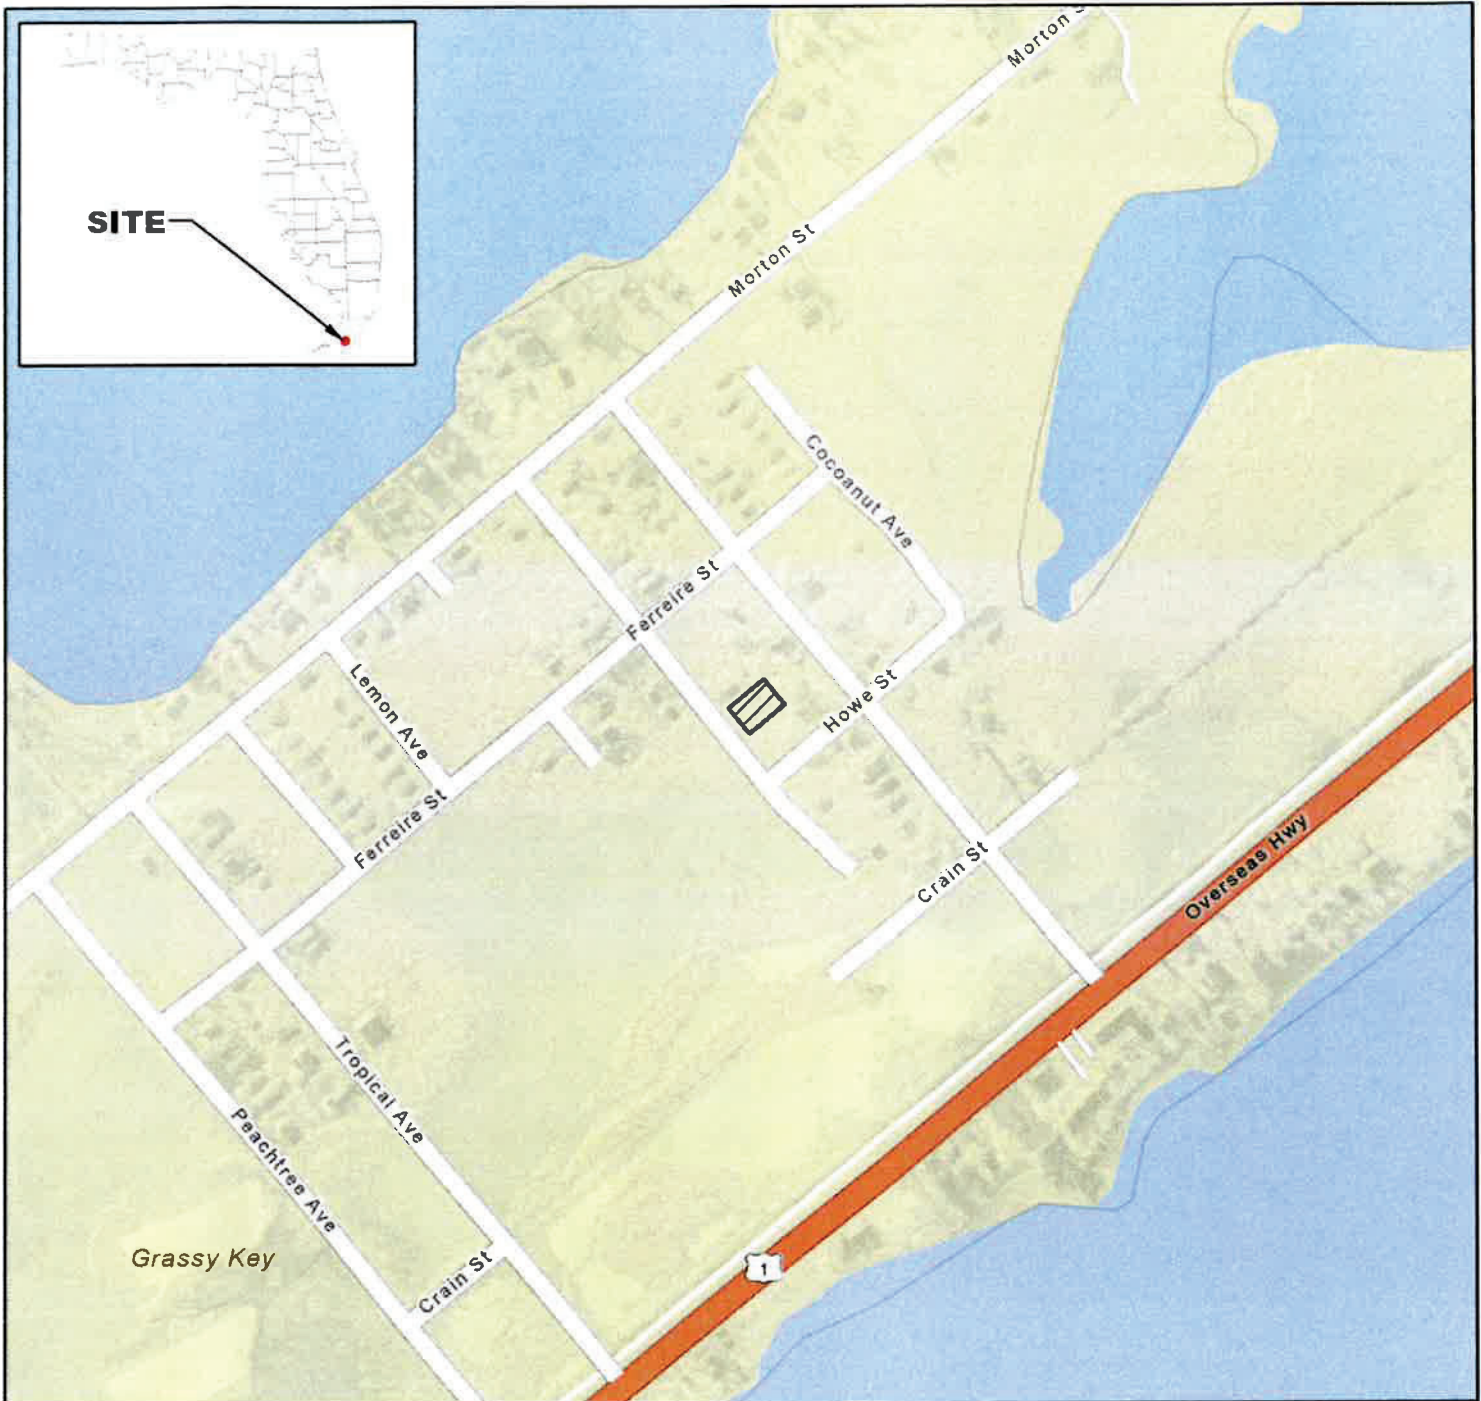 SITE
Morton S
Morton St
Cocoanut Ave
Ferreire St
Lemon Ave
Howe St
Ferreire St
Crain St
Overseas Hwy
Tropical Ave
Peachtree Ave
Grassy Key
Crain St
1